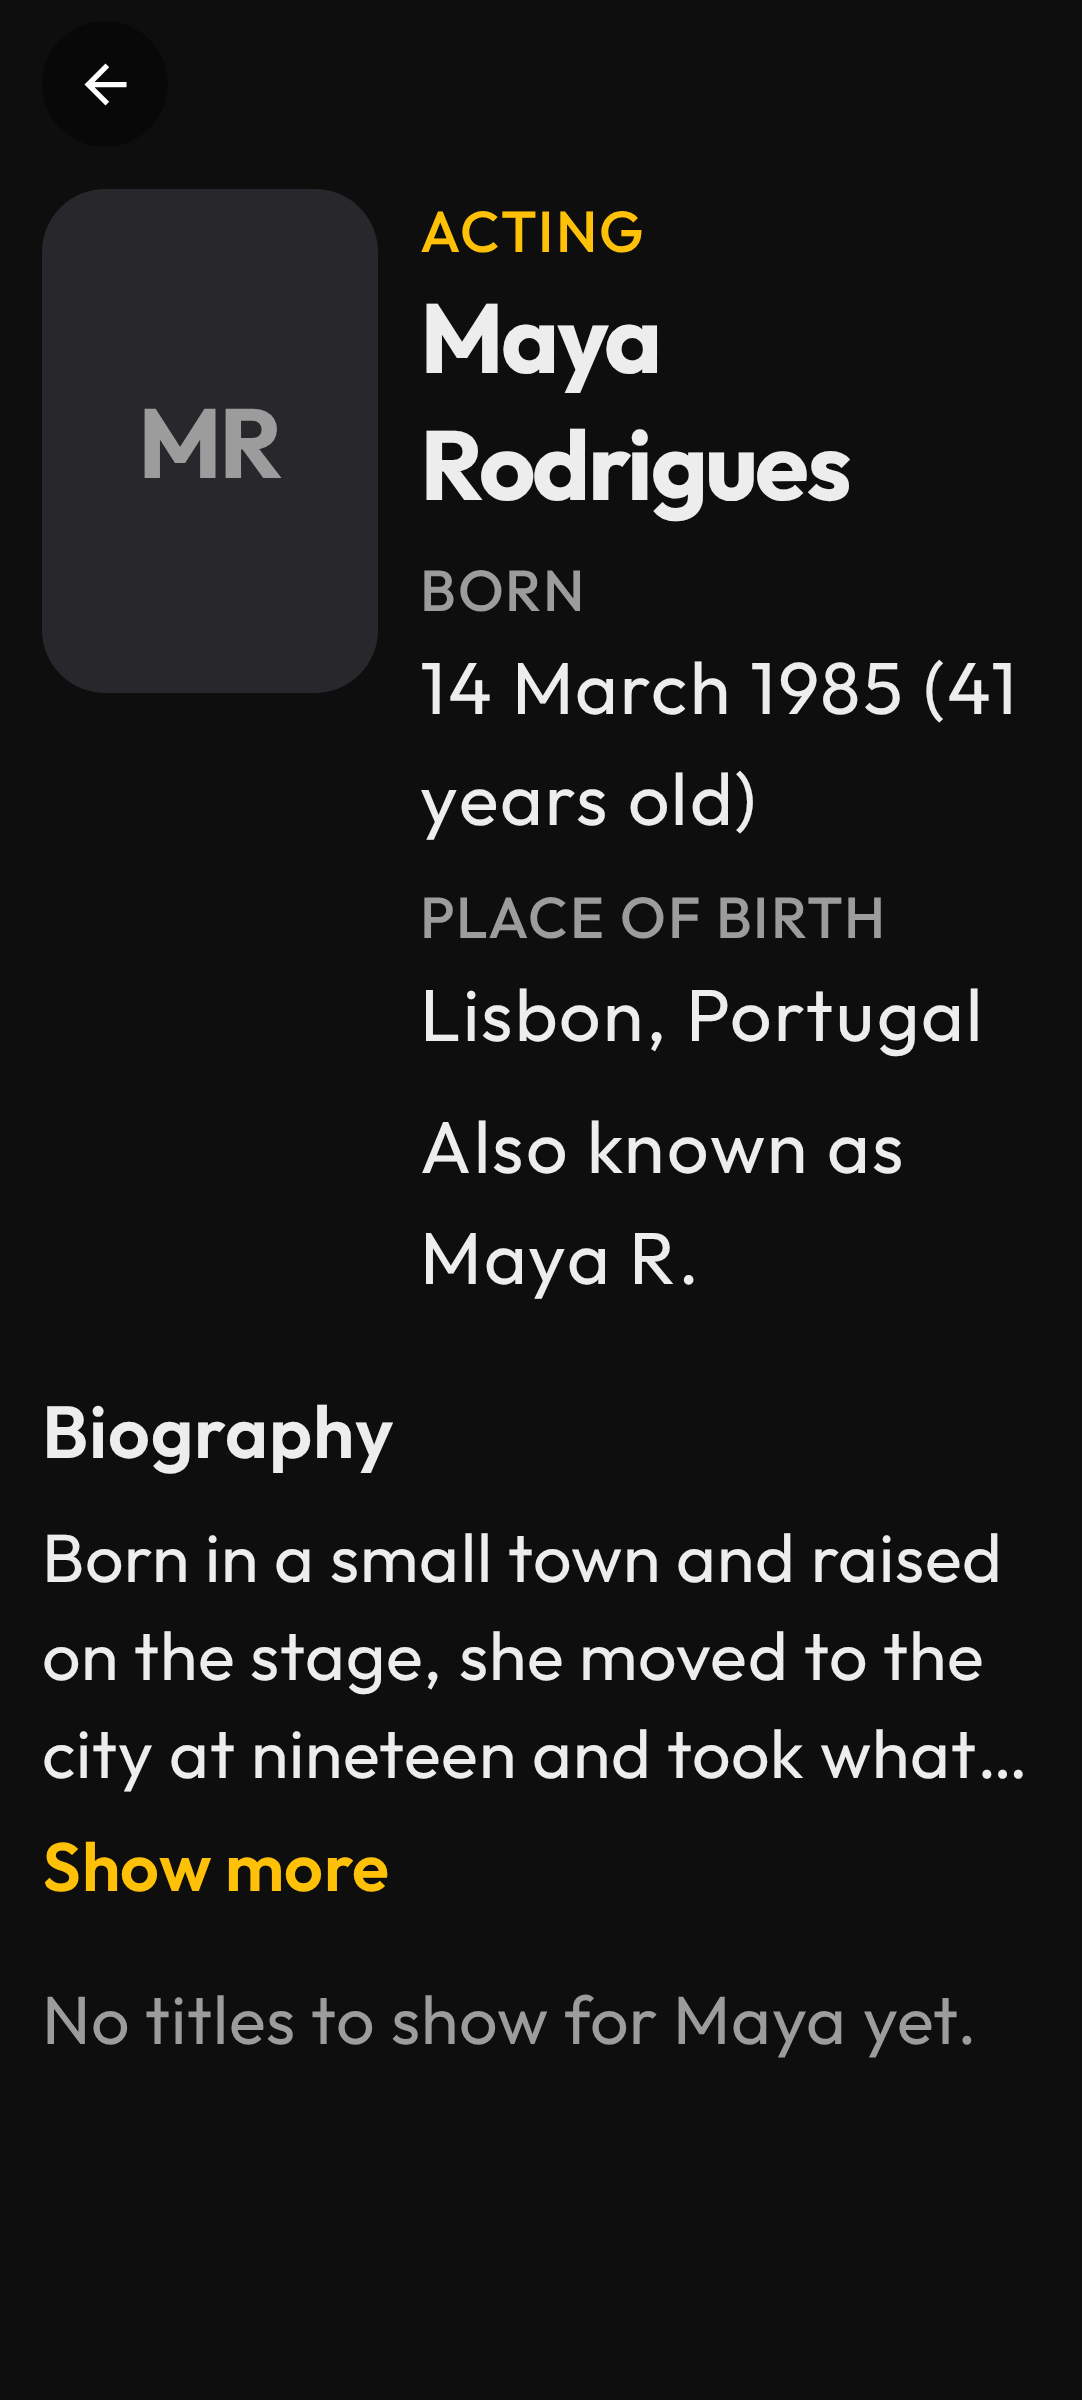 MR
ACTING
Maya
Rodrigues
BORN
14 March 1985 (41
years old)
PLACE OF BIRTH
Lisbon, Portugal
Also known as
Maya R.
Biography
Born in a small town and raised
on the stage, she moved to the
city at nineteen and took what…
Show more
No titles to show for Maya yet.